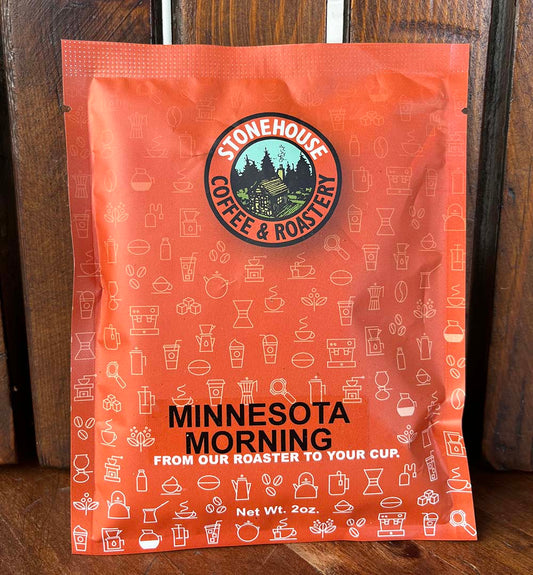 STONEHOUSE
COFFEE & ROASTERY
MINNESOTA
MORNING
FROM OUR ROASTER TO YOUR CUP.
Net Wt. 2oz.